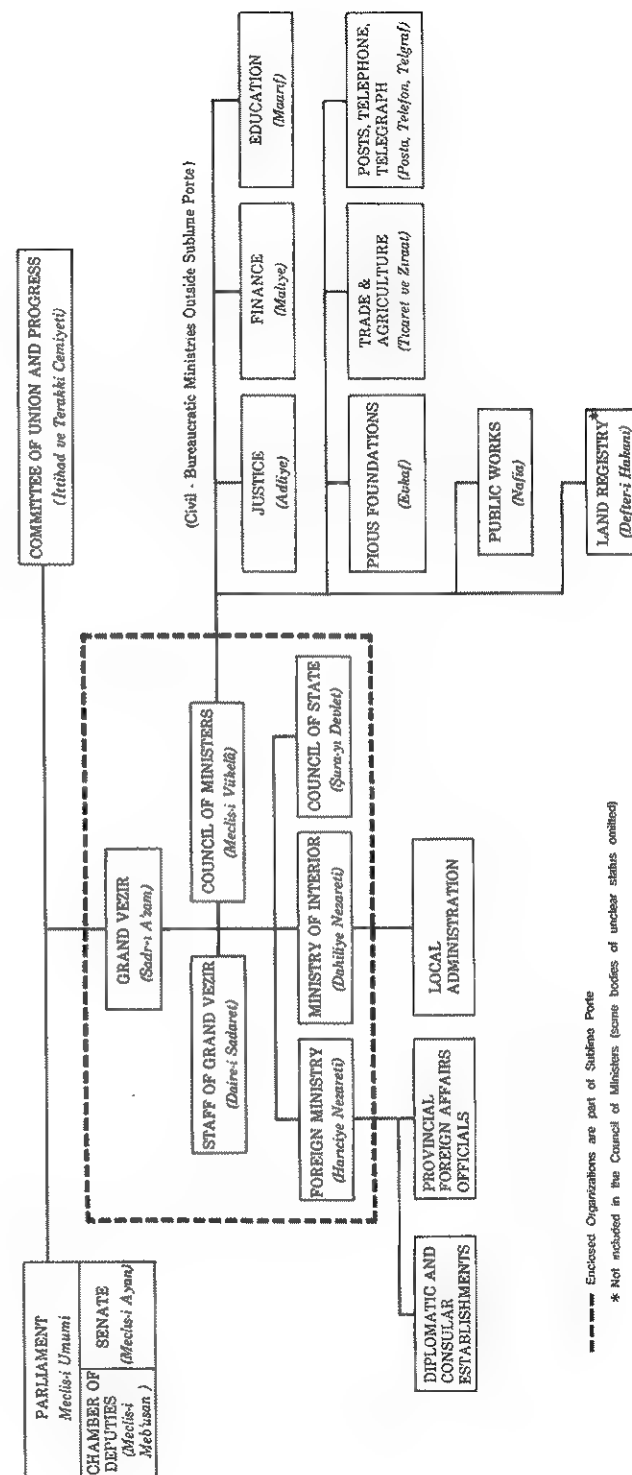 PARLIAMENT
Meclis-i Umumi
CHAMBER OF
DEPUTIES
(Meclis-i
Meb'usan )
SENATE
(Meclis-i Ayan)
COMMITTEE OF UNION AND PROGRESS
(İttihad ve Terakki Cemiyeti)
GRAND VEZIR
(Sadr-ı A'zam)
STAFF OF GRAND VEZIR
(Daire-i Sadaret)
COUNCIL OF MINISTERS
(Meclis-i Vükelâ)
(Civil - Bureaucratic Ministries Outside Sublime Porte)
FOREIGN MINISTRY
(Hariciye Nezareti)
MINISTRY OF INTERIOR
(Dahiliye Nezareti)
COUNCIL OF STATE
(Şura-yı Devlet)
JUSTICE
(Adliye)
FINANCE
(Maliye)
EDUCATION
(Maarif)
DIPLOMATIC AND
CONSULAR
ESTABLISHMENTS
PROVINCIAL
FOREIGN AFFAIRS
OFFICIALS
LOCAL
ADMINISTRATION
PIOUS FOUNDATIONS
(Evkaf)
TRADE &
AGRICULTURE
(Ticaret ve Ziraat)
POSTS, TELEPHONE,
TELEGRAPH
(Posta, Telefon, Telgraf)
PUBLIC WORKS
(Nafia)
LAND REGISTRY*
(Defter-i Hakani)
Enclosed Organizations are part of Sublime Porte
* Not included in the Council of Ministers (some bodies of unclear status omitted)